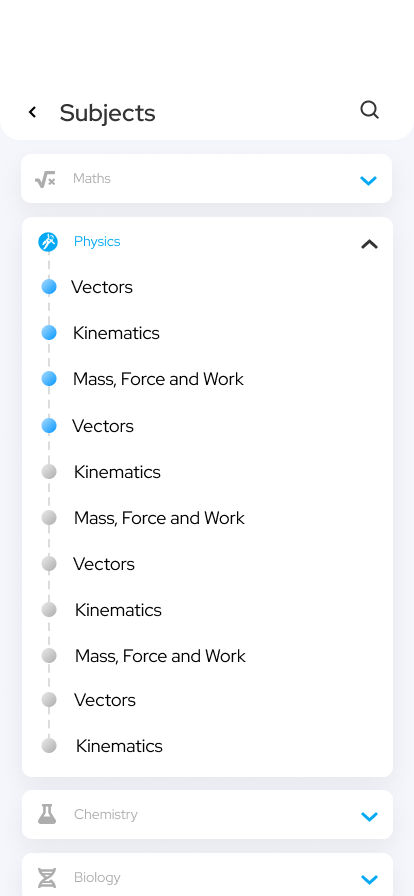 Subjects
Maths
Physics
Vectors
Kinematics
Mass, Force and Work
Vectors
Kinematics
Mass, Force and Work
Vectors
Kinematics
Mass, Force and Work
Vectors
Kinematics
Chemistry
Biology